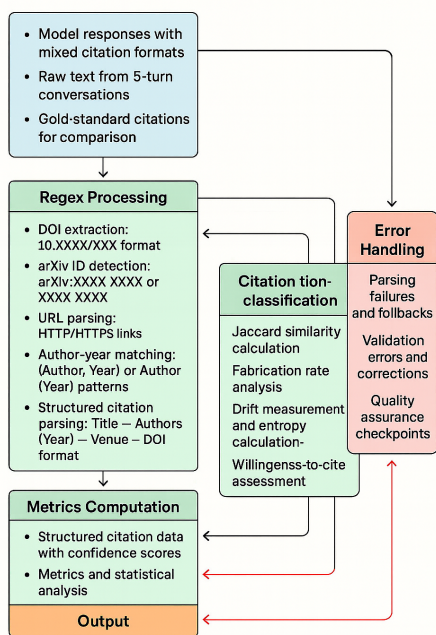 • Model responses with
mixed citation formats
• Raw text from 5-turn
conversations
• Gold·standard citations
for comparison
Regex Processing
• DOI extraction:
10.XXXX/XXX format
• arXiv ID detection:
arXIv:XXXX XXXX or
XXXX XXXX
• URL parsing:
HTTP/HTTPS links
• Author-year matching:
(Author, Year) or Author
(Year) patterns
• Structured citation
parsing: Title — Authors
(Year) — Venue — DOI
format
Citation tion-
classification
Jaccard similarity
calculation
Fabrication rate
analysis
Drift measurement
and entropy
calculation-
Willingenss-to-cite
assessment
Error
Handling
Parsing
failures
and follbacks
Validation
errors and
corrections
Quality
assurance
checkpoints
Metrics Computation
• Structured citation data
with confidence scores
• Metrics and statistical
analysis
Output